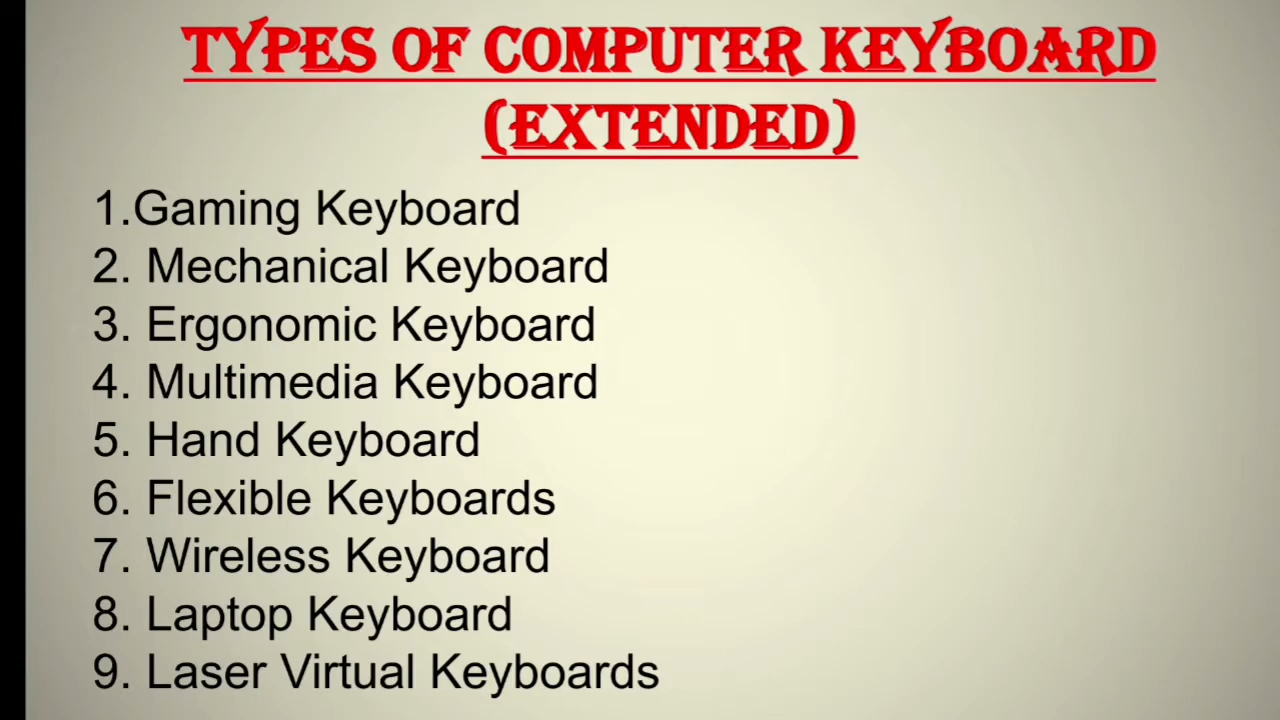 TYPES OF COMPUTER KEYBOARD
(EXTENDED)
1.Gaming Keyboard
2. Mechanical Keyboard
3. Ergonomic Keyboard
4. Multimedia Keyboard
5. Hand Keyboard
6. Flexible Keyboards
7. Wireless Keyboard
8. Laptop Keyboard
9. Laser Virtual Keyboards